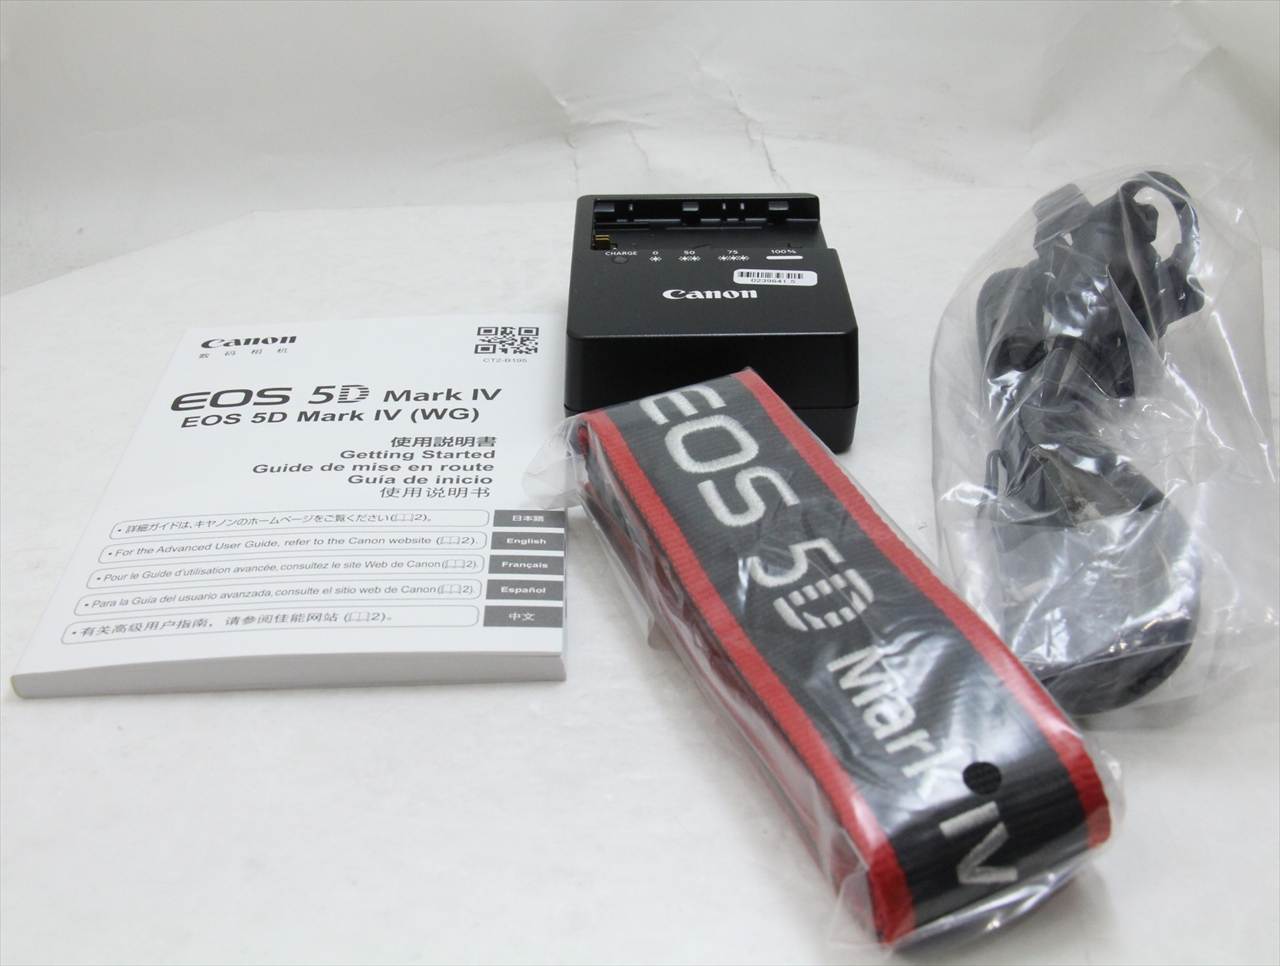 Canon
数码相机
CT2-B195
EOS 5D Mark IV
EOS 5D Mark IV (WG)
使用説明書
Getting Started
Guide de mise en route
Guía de inicio
使用说明书
・詳細ガイドは、キヤノンのホームページをご覧ください(2)。 日本語
• For the Advanced User Guide, refer to the Canon website (2). English
• Pour le Guide d'utilisation avancée, consultez le site Web de Canon(2). Français
• Para la Guía del usuario avanzada, consulte el sitio web de Canon(2). Español
• 有关高级用户指南，请参阅佳能网站 (2)。 中文
CHARGE 0 50 75 100%
0239641 5
Canon
EOS 5D Mark IV